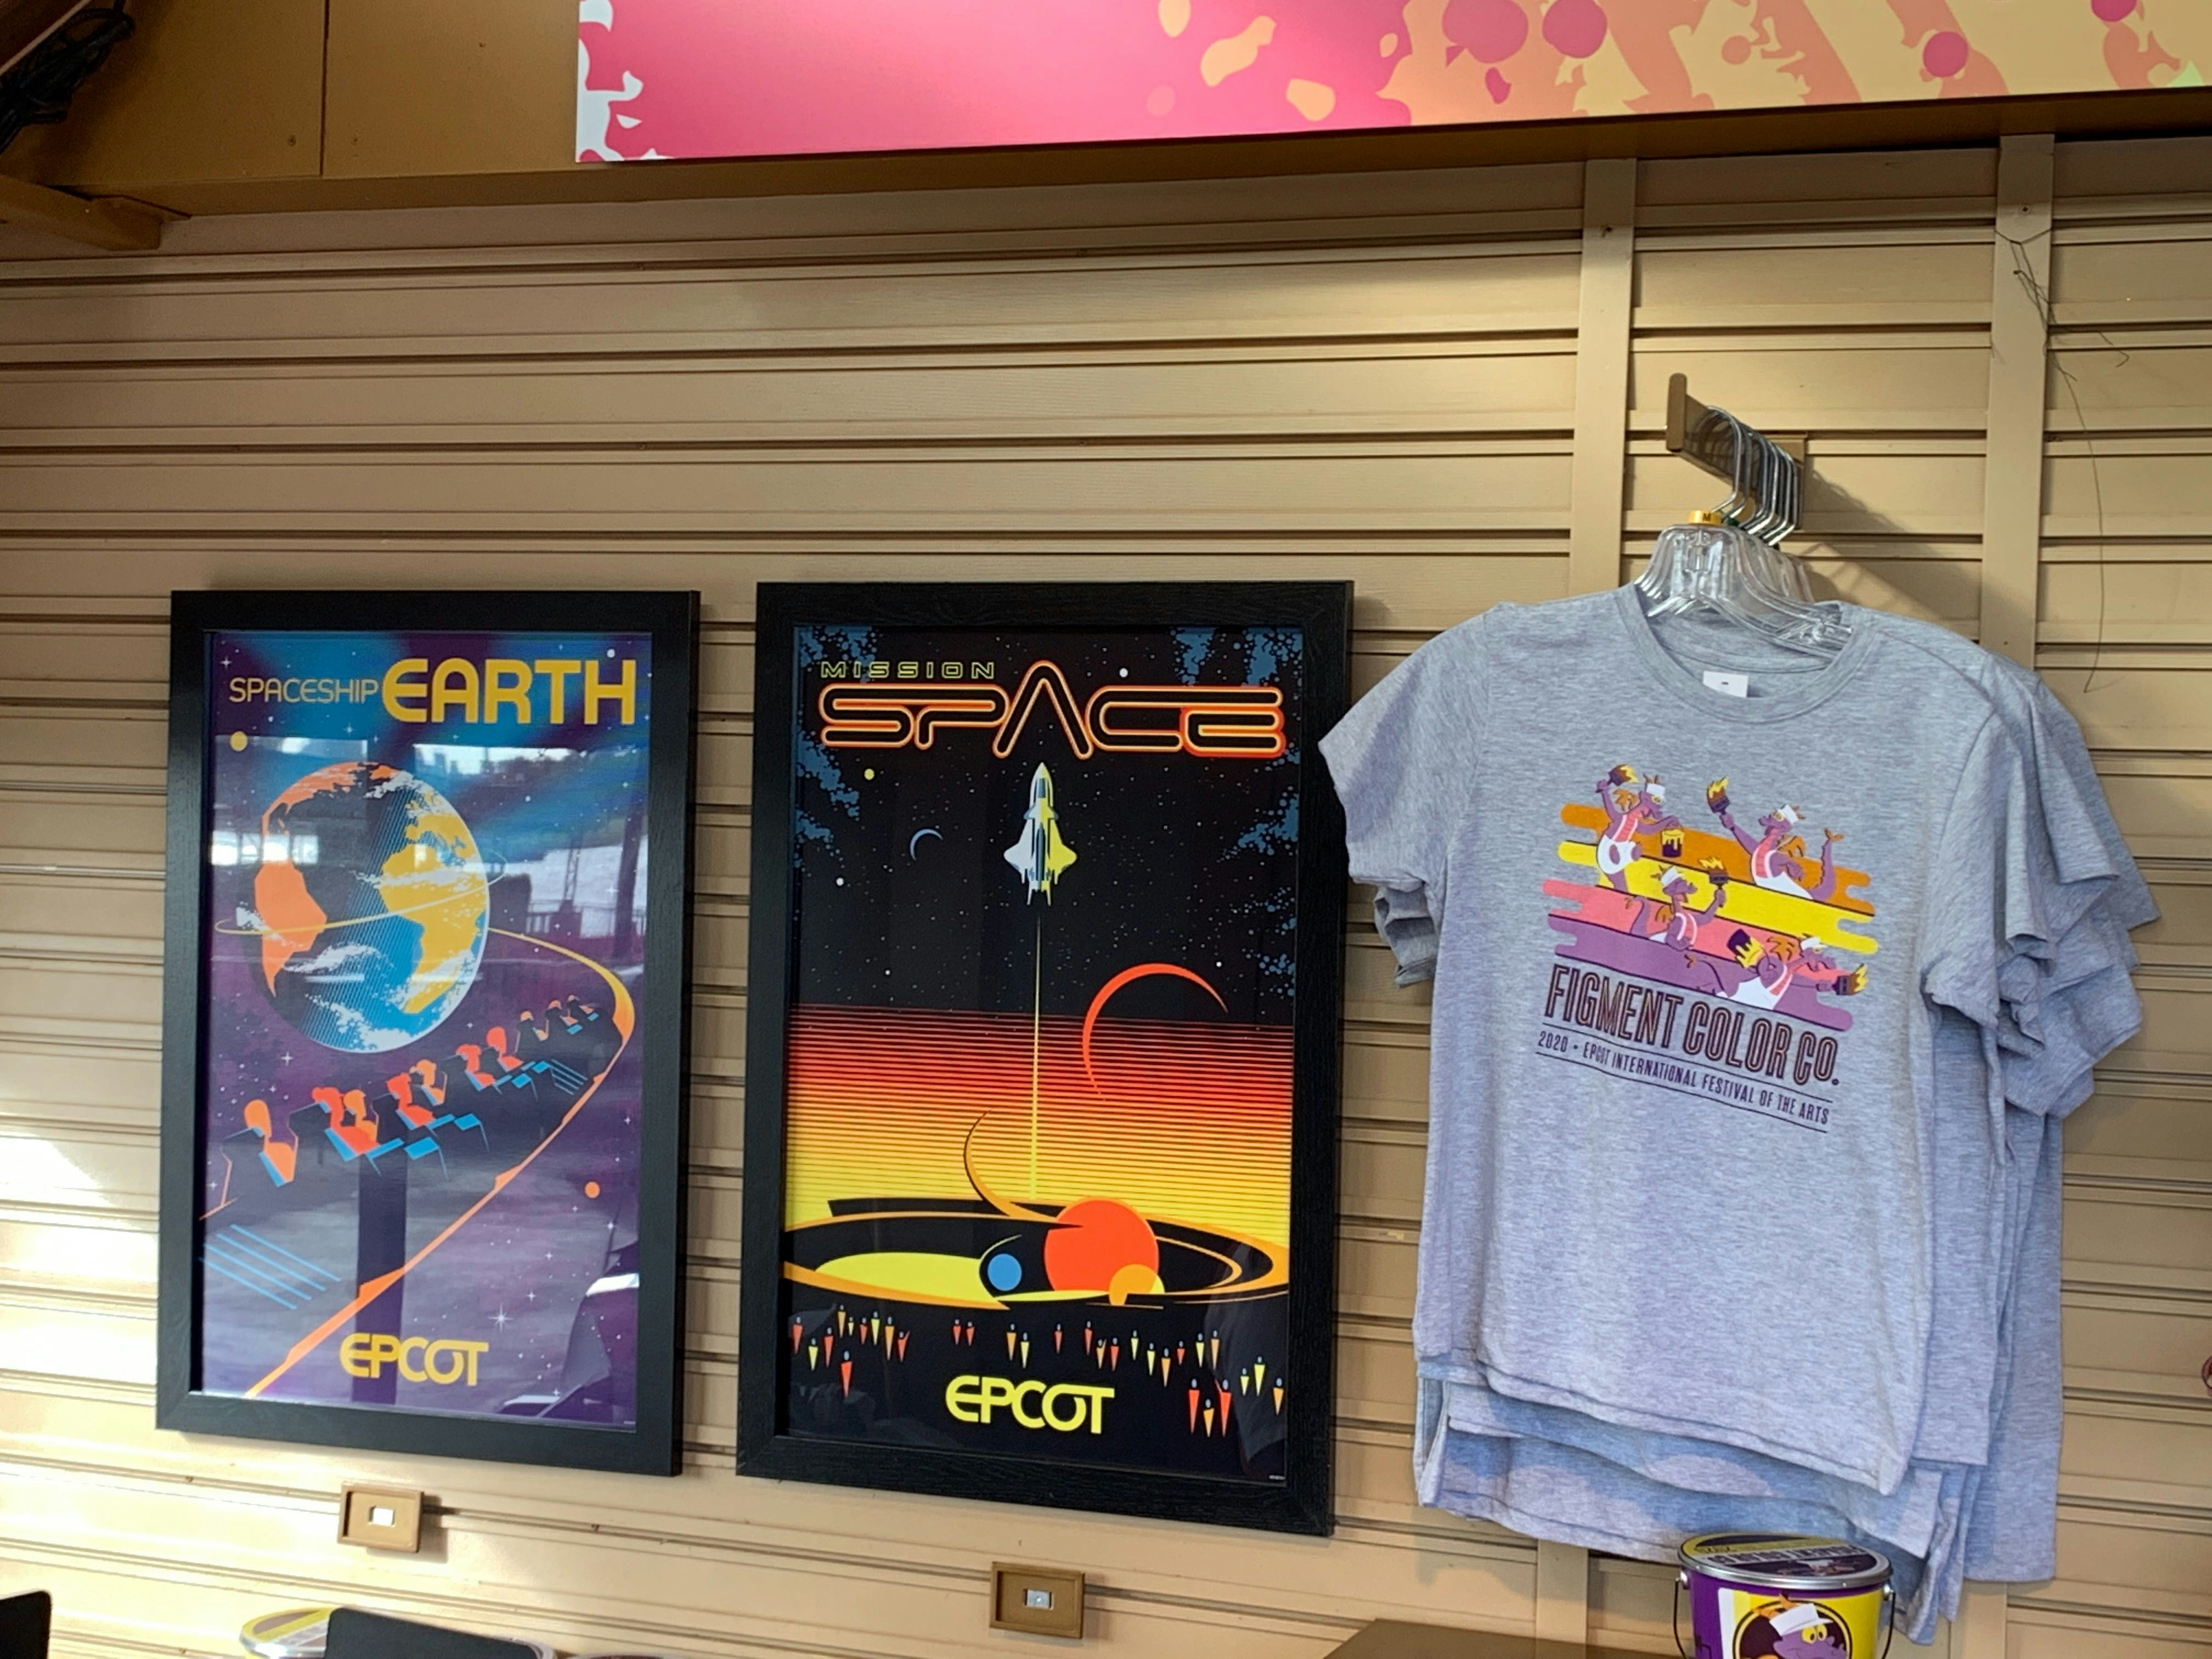 SPACESHIP EARTH
EPCOT
MISSION
SPACE
EPCOT
M
FIGMENT COLOR CO.
2020 • EPCOT INTERNATIONAL FESTIVAL OF THE ARTS